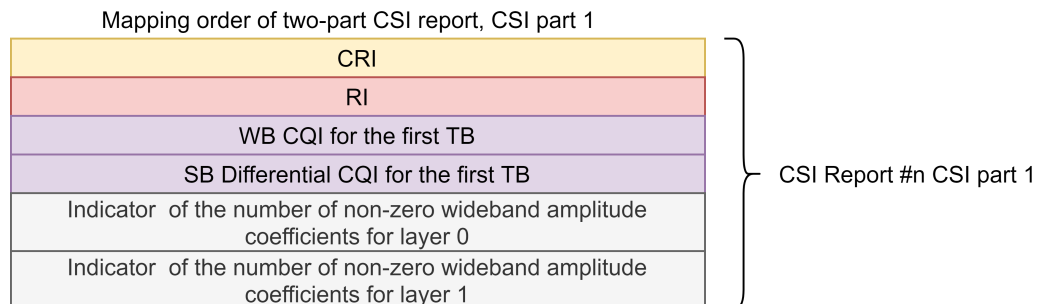 Mapping order of two-part CSI report, CSI part 1
CRI
RI
WB CQI for the first TB
SB Differential CQI for the first TB
CSI Report #n CSI part 1
Indicator of the number of non-zero wideband amplitude
coefficients for layer 0
Indicator of the number of non-zero wideband amplitude
coefficients for layer 1